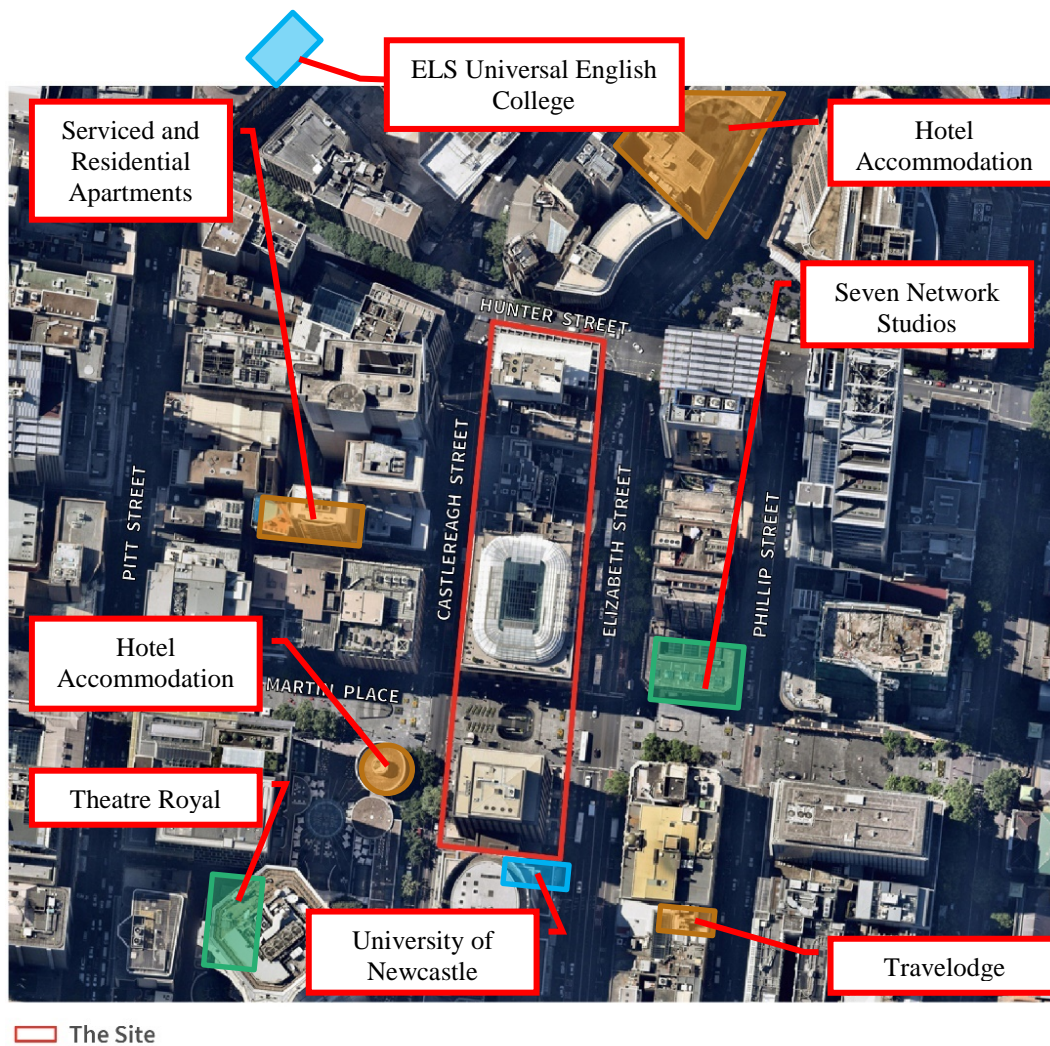 ELS Universal English
College
Serviced and
Residential
Apartments
Hotel
Accommodation
Seven Network
Studios
HUNTER STREET
PITT STREET
CASTLEREAGH STREET
ELIZABETH STREET
PHILLIP STREET
Hotel
Accommodation
MARTIN PLACE
Theatre Royal
University of
Newcastle
Travelodge
The Site